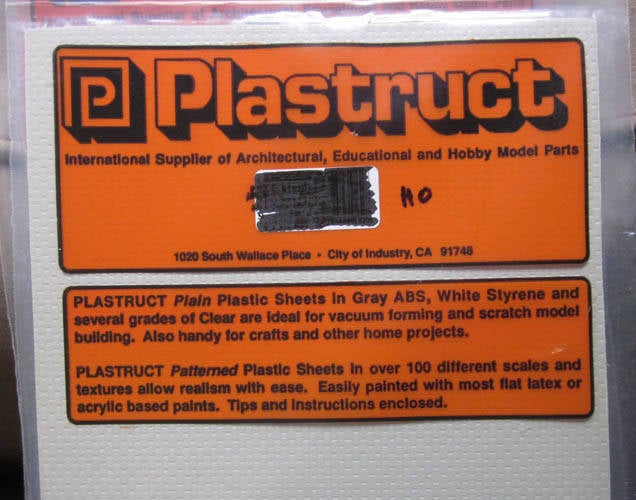 P Plastruct
International Supplier of Architectural, Educational and Hobby Model Parts
HO
1020 South Wallace Place • City of Industry, CA 91748
PLASTRUCT Plain Plastic Sheets in Gray ABS, White Styrene and
several grades of Clear are ideal for vacuum forming and scratch model
building. Also handy for crafts and other home projects.
PLASTRUCT Patterned Plastic Sheets in over 100 different scales and
textures allow realism with ease. Easily painted with most flat latex or
acrylic based paints. Tips and Instructions enclosed.